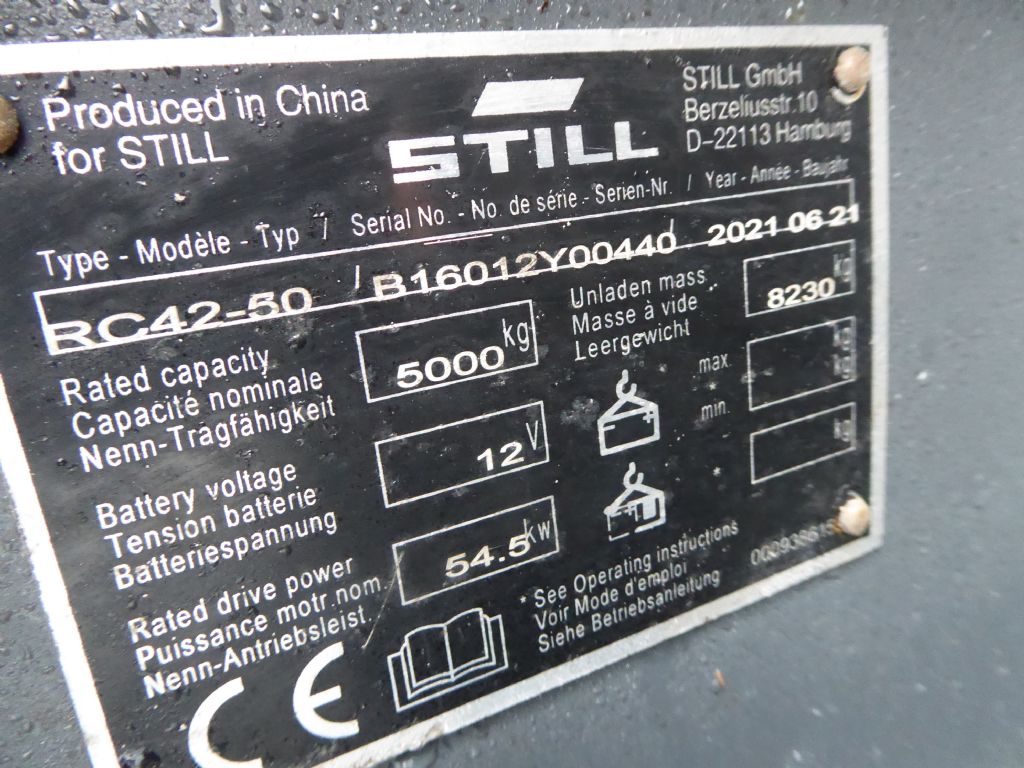 Produced in China
for STILL
STILL
STILL GmbH
Berzeliusstr.10
D-22113 Hamburg
Type - Modèle - Typ / Serial No. - No. de série - Serien-Nr. / Year - Année - Baujahr
RC42-50 / B16012Y00440 / 2021.06.21
Rated capacity
Capacité nominale
Nenn-Tragfähigkeit
5000 kg
Battery voltage
Tension batterie
Batteriespannung
12 V
Rated drive power
Puissance motr.nom
Nenn-Antriebsleist.
54.5 kw
Unladen mass
Masse à vide
Leergewicht
8230 kg
max. kg
min. kg
* kg
* See Operating instructions
Voir Mode d'emploi
Siehe Betriebsanleitung
CE